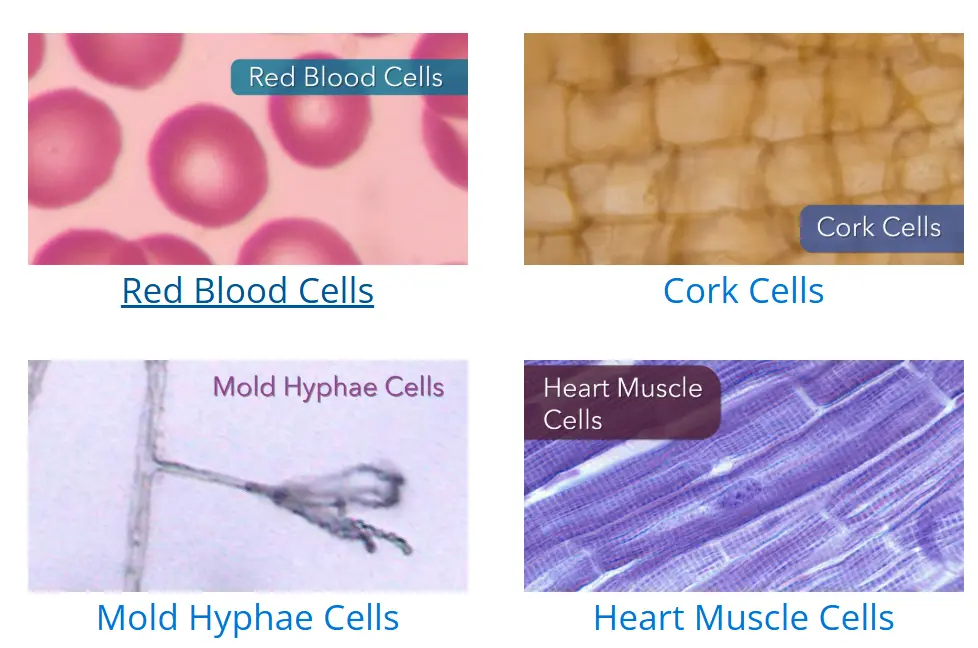 Red Blood Cells
Cork Cells
Red Blood Cells
Cork Cells
Mold Hyphae Cells
Heart Muscle
Cells
Mold Hyphae Cells
Heart Muscle Cells